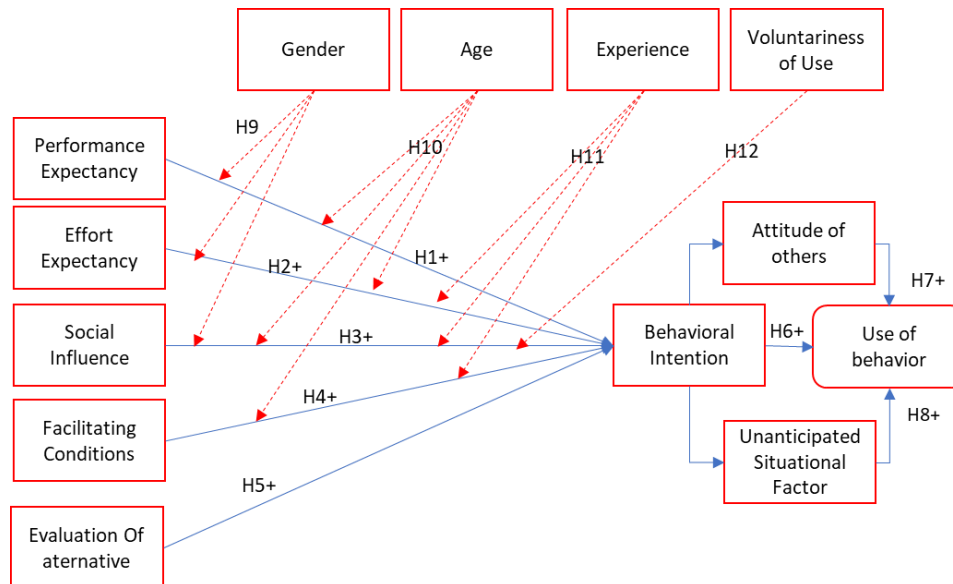 Gender
Age
Experience
Voluntariness
of Use
H9
H10
H11
H12
Performance
Expectancy
Effort
Expectancy
Social
Influence
Facilitating
Conditions
Evaluation Of
aternative
H1+
H2+
H3+
H4+
H5+
Behavioral
Intention
Attitude of
others
H6+
H7+
Use of
behavior
H8+
Unanticipated
Situational
Factor